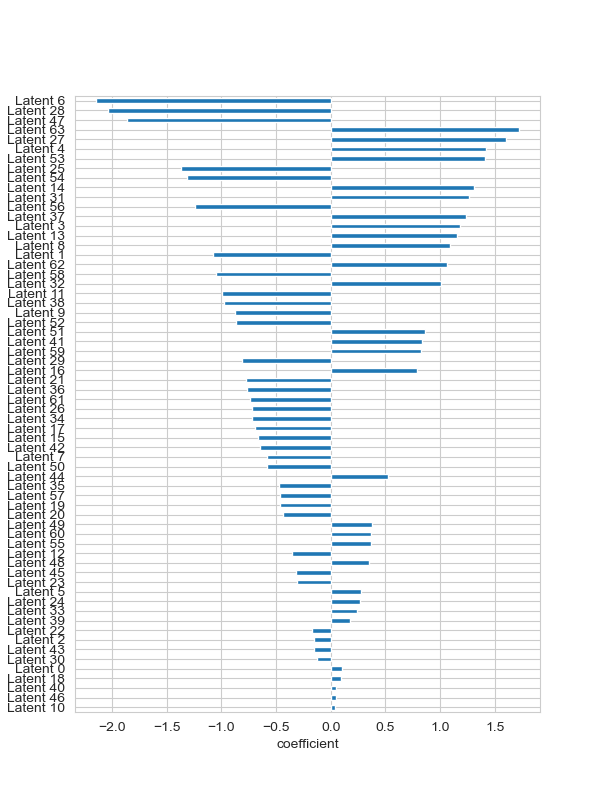 Latent 6
Latent 28
Latent 47
Latent 63
Latent 27
Latent 4
Latent 53
Latent 25
Latent 54
Latent 14
Latent 31
Latent 56
Latent 37
Latent 3
Latent 13
Latent 8
Latent 1
Latent 62
Latent 58
Latent 32
Latent 11
Latent 38
Latent 9
Latent 52
Latent 51
Latent 41
Latent 59
Latent 29
Latent 16
Latent 21
Latent 36
Latent 61
Latent 26
Latent 34
Latent 17
Latent 15
Latent 42
Latent 7
Latent 50
Latent 44
Latent 35
Latent 57
Latent 19
Latent 20
Latent 49
Latent 60
Latent 55
Latent 12
Latent 48
Latent 45
Latent 23
Latent 5
Latent 24
Latent 33
Latent 39
Latent 22
Latent 2
Latent 43
Latent 30
Latent 0
Latent 18
Latent 40
Latent 46
Latent 10
−2.0 −1.5 −1.0 −0.5 0.0 0.5 1.0 1.5
coefficient